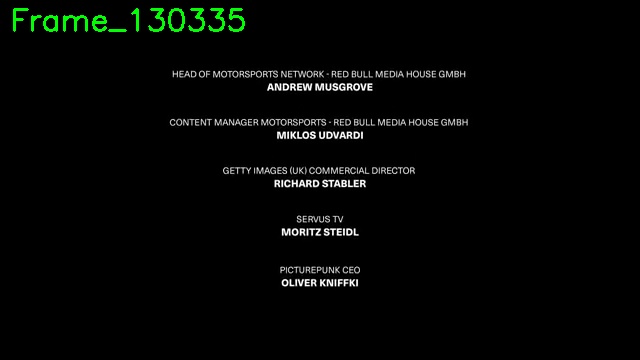 Frame_130335
HEAD OF MOTORSPORTS NETWORK - RED BULL MEDIA HOUSE GMBH
ANDREW MUSGROVE
CONTENT MANAGER MOTORSPORTS - RED BULL MEDIA HOUSE GMBH
MIKLOS UDVARDI
GETTY IMAGES (UK) COMMERCIAL DIRECTOR
RICHARD STABLER
SERVUS TV
MORITZ STEIDL
PICTUREPUNK CEO
OLIVER KNIFFKI